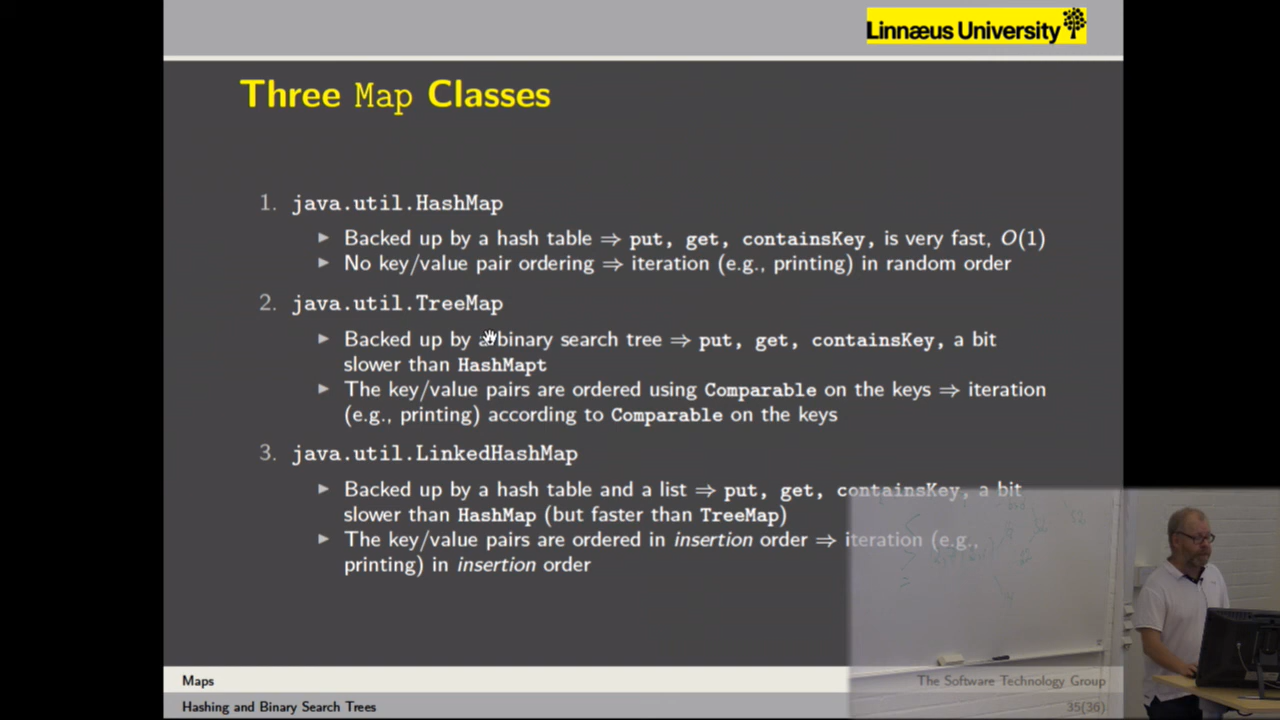 Linnæus University
Three Map Classes
1. java.util.HashMap
▶ Backed up by a hash table ⇒ put, get, containsKey, is very fast, O(1)
▶ No key/value pair ordering ⇒ iteration (e.g., printing) in random order
2. java.util.TreeMap
▶ Backed up by a binary search tree ⇒ put, get, containsKey, a bit
slower than HashMapt
▶ The key/value pairs are ordered using Comparable on the keys ⇒ iteration
(e.g., printing) according to Comparable on the keys
3. java.util.LinkedHashMap
▶ Backed up by a hash table and a list ⇒ put, get, containsKey, a bit
slower than HashMap (but faster than TreeMap)
▶ The key/value pairs are ordered in insertion order ⇒ iteration (e.g.,
printing) in insertion order
Maps
The Software Technology Group
Hashing and Binary Search Trees
35(36)